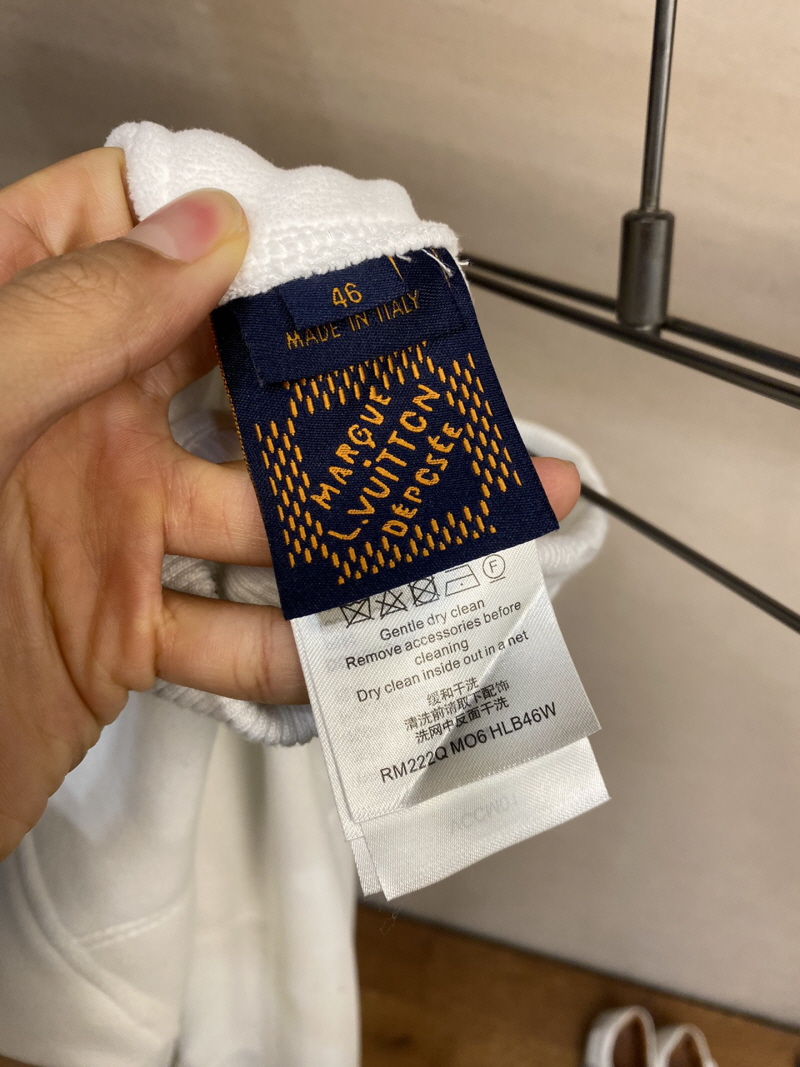 46
MADE IN ITALY
MARQUE
L.VUITTON
DEPOSÉE
F
Gentle dry clean
Remove accessories before
cleaning
Dry clean inside out in a net
缓和干洗
清洗前请取下配饰
洗网中反面干洗
RM222Q MO6 HLB46W
ACCW01